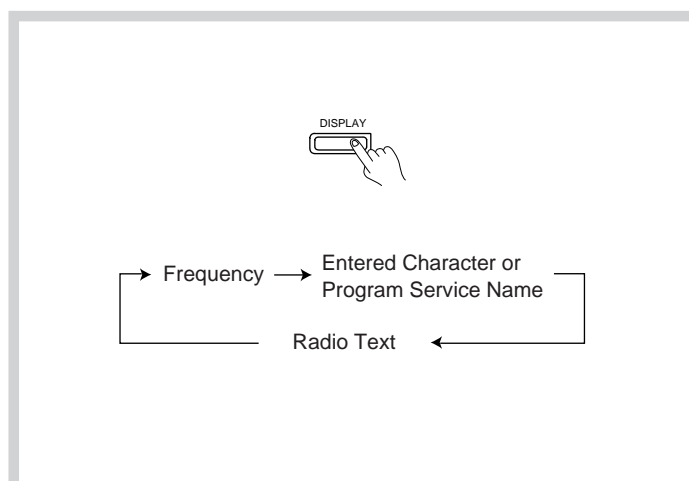 DISPLAY
Frequency
Entered Character or
Program Service Name
Radio Text